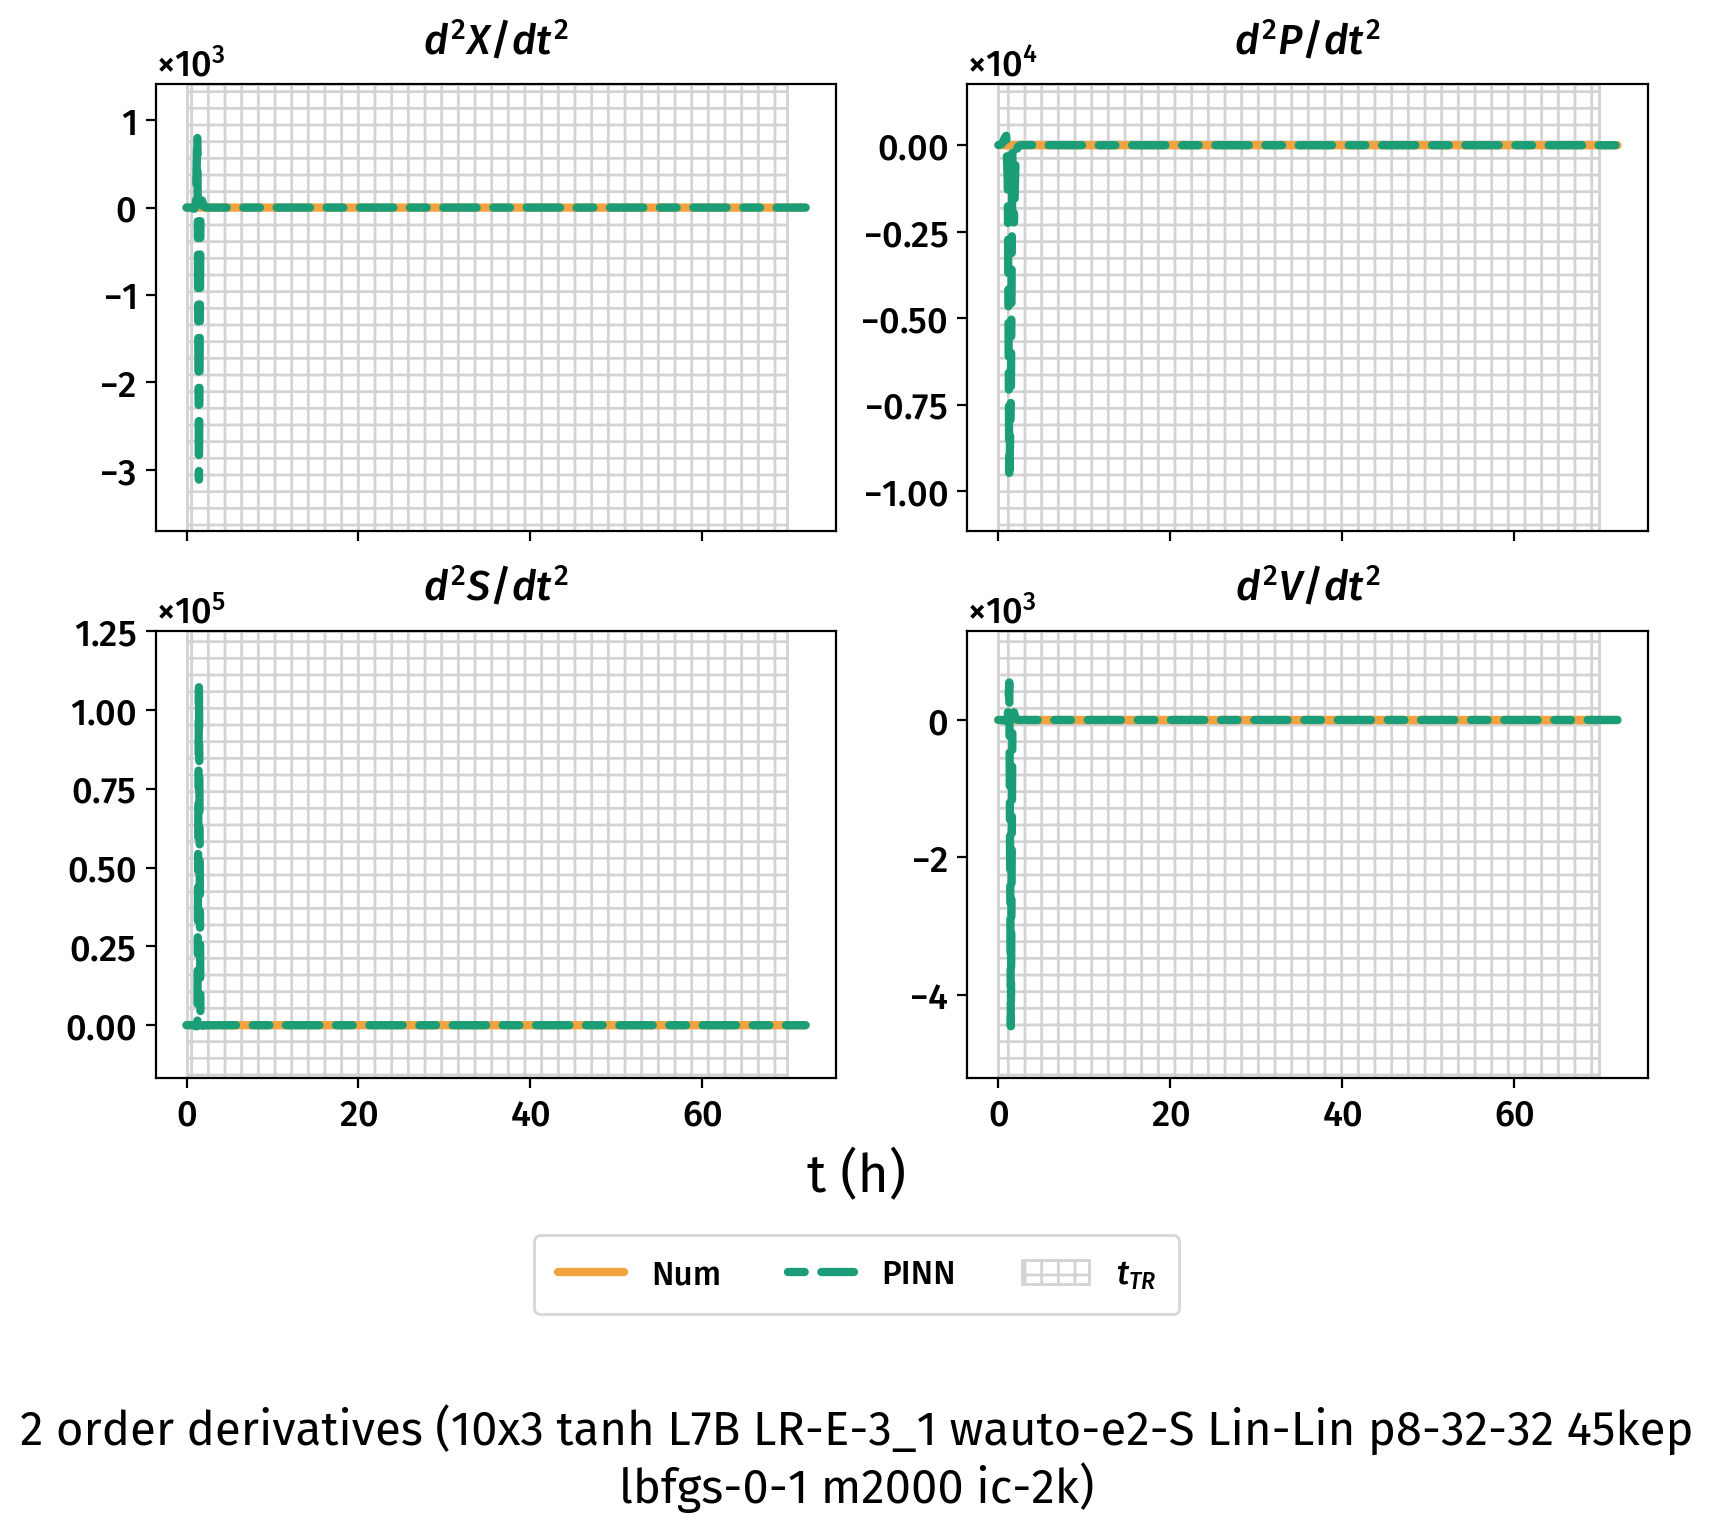 d²X/dt²
×10³
1
0
−1
−2
−3
d²P/dt²
×10⁴
0.00
−0.25
−0.50
−0.75
−1.00
d²S/dt²
×10⁵
1.25
1.00
0.75
0.50
0.25
0.00
0 20 40 60
d²V/dt²
×10³
0
−2
−4
0 20 40 60
t (h)
Num PINN t_TR
2 order derivatives (10x3 tanh L7B LR-E-3_1 wauto-e2-S Lin-Lin p8-32-32 45kep
lbfgs-0-1 m2000 ic-2k)